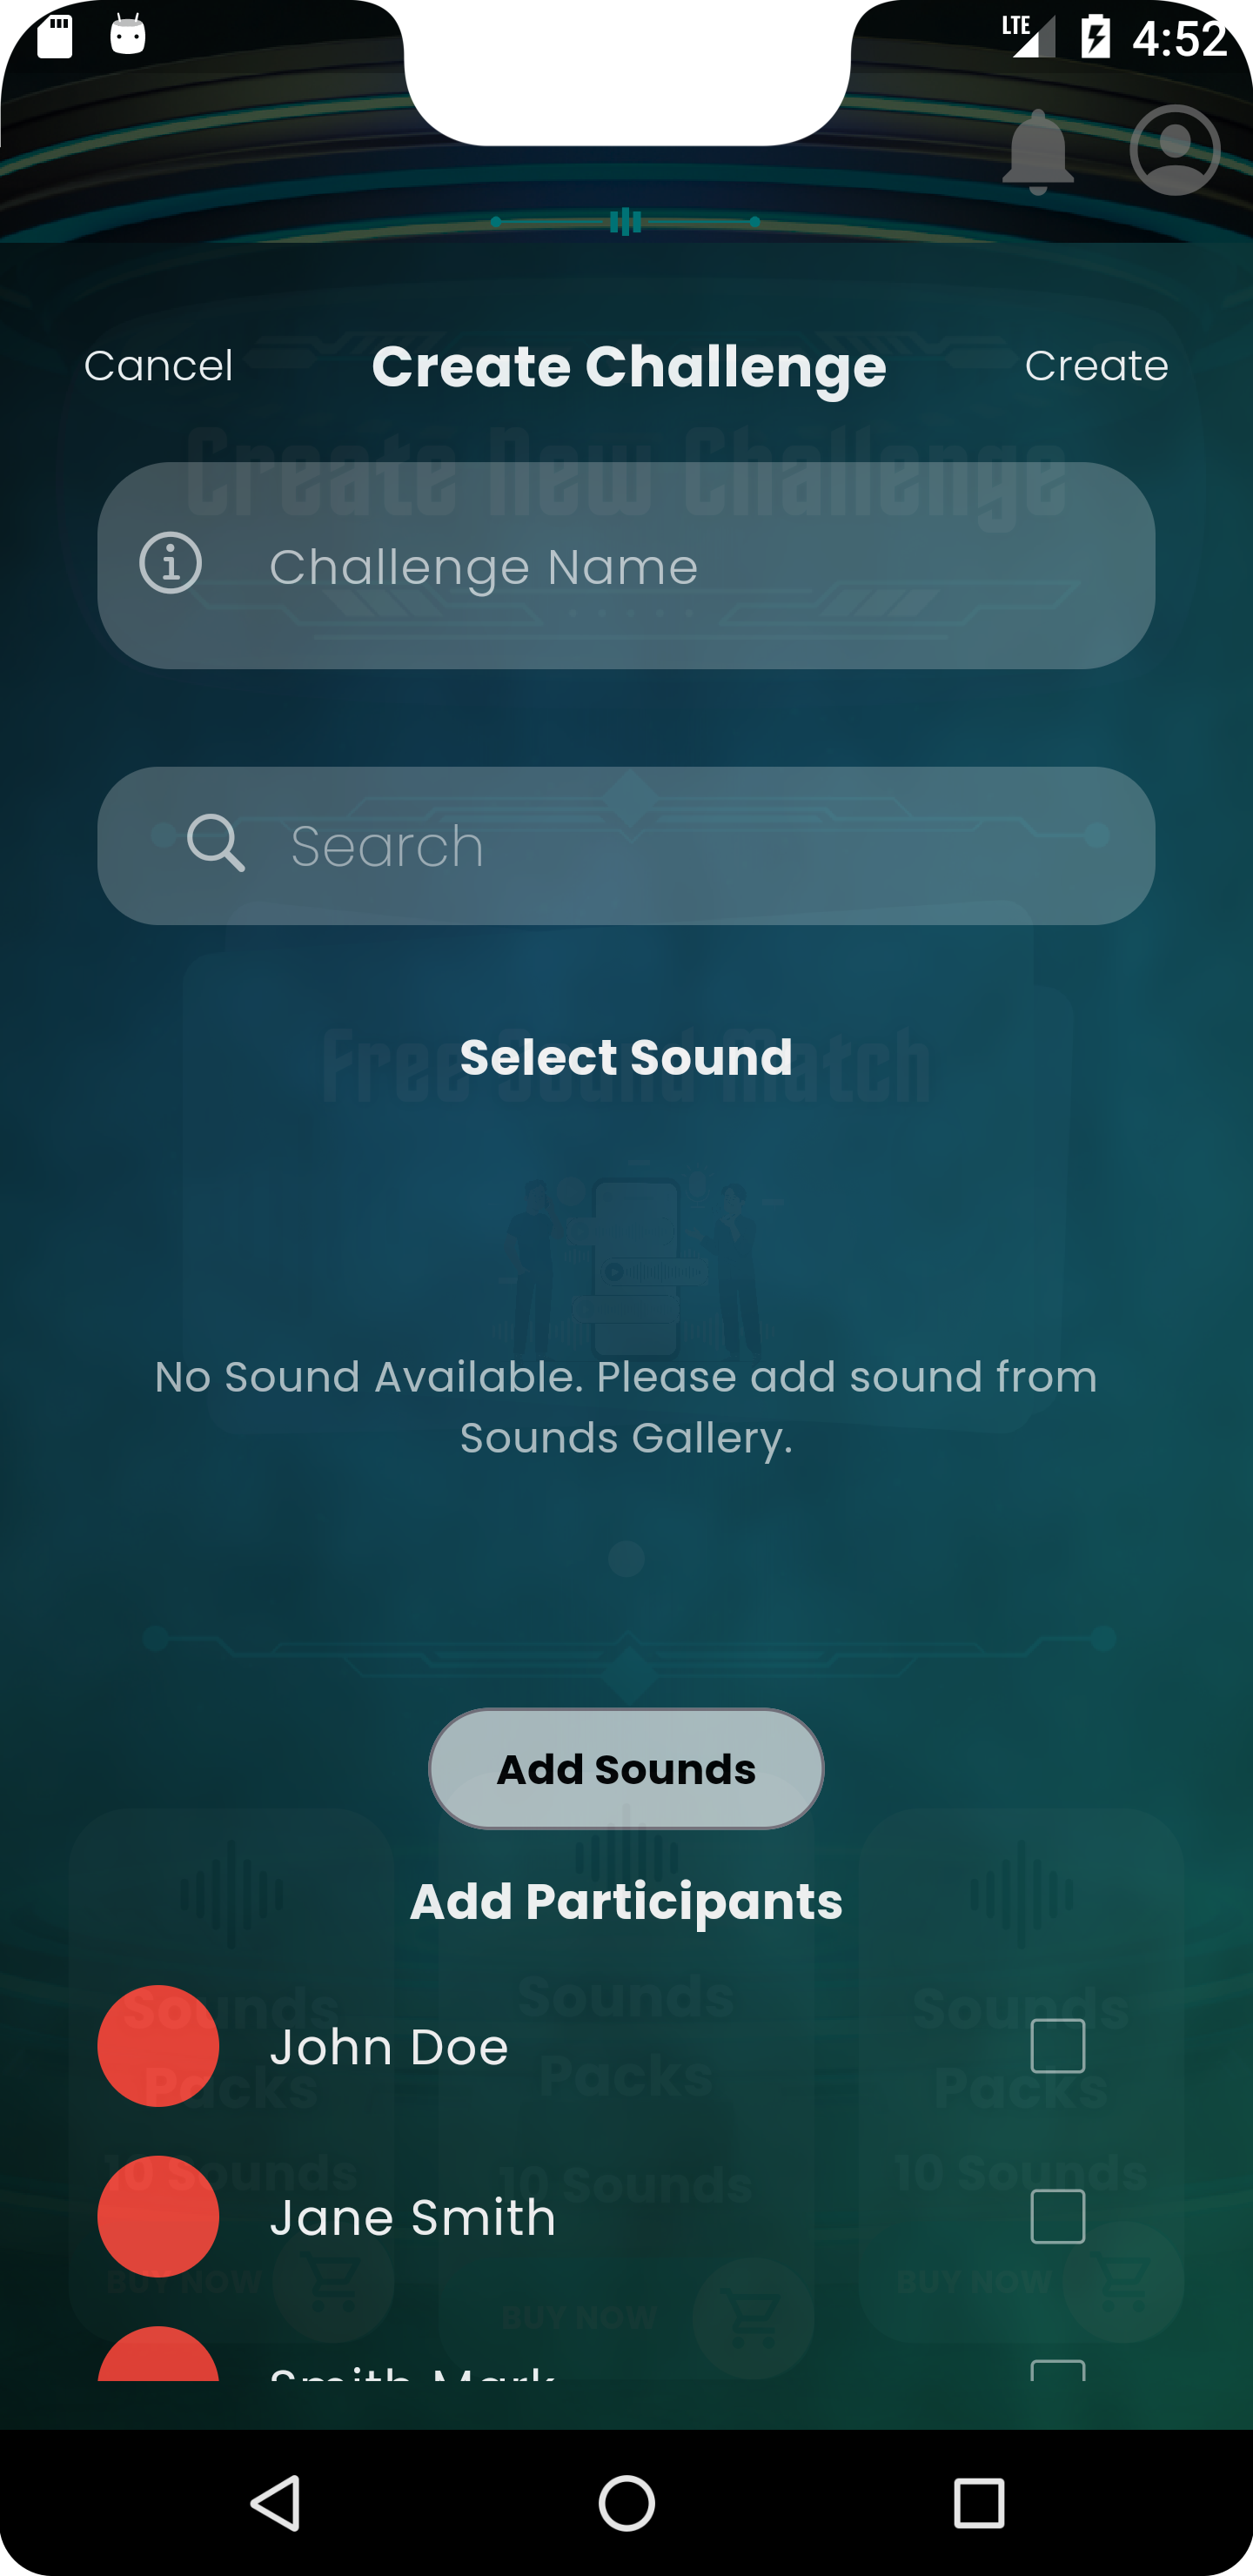 LTE 4:52
Cancel Create Challenge Create
Create New Challenge
Challenge Name
Search
Select Sound
Free Sound Match
No Sound Available. Please add sound from
Sounds Gallery.
Add Sounds
Add Participants
Sounds Sounds Sounds
Packs Packs Packs
John Doe
10 Sounds 10 Sounds 10 Sounds
Jane Smith
BUY NOW BUY NOW BUY NOW
Smith Mark